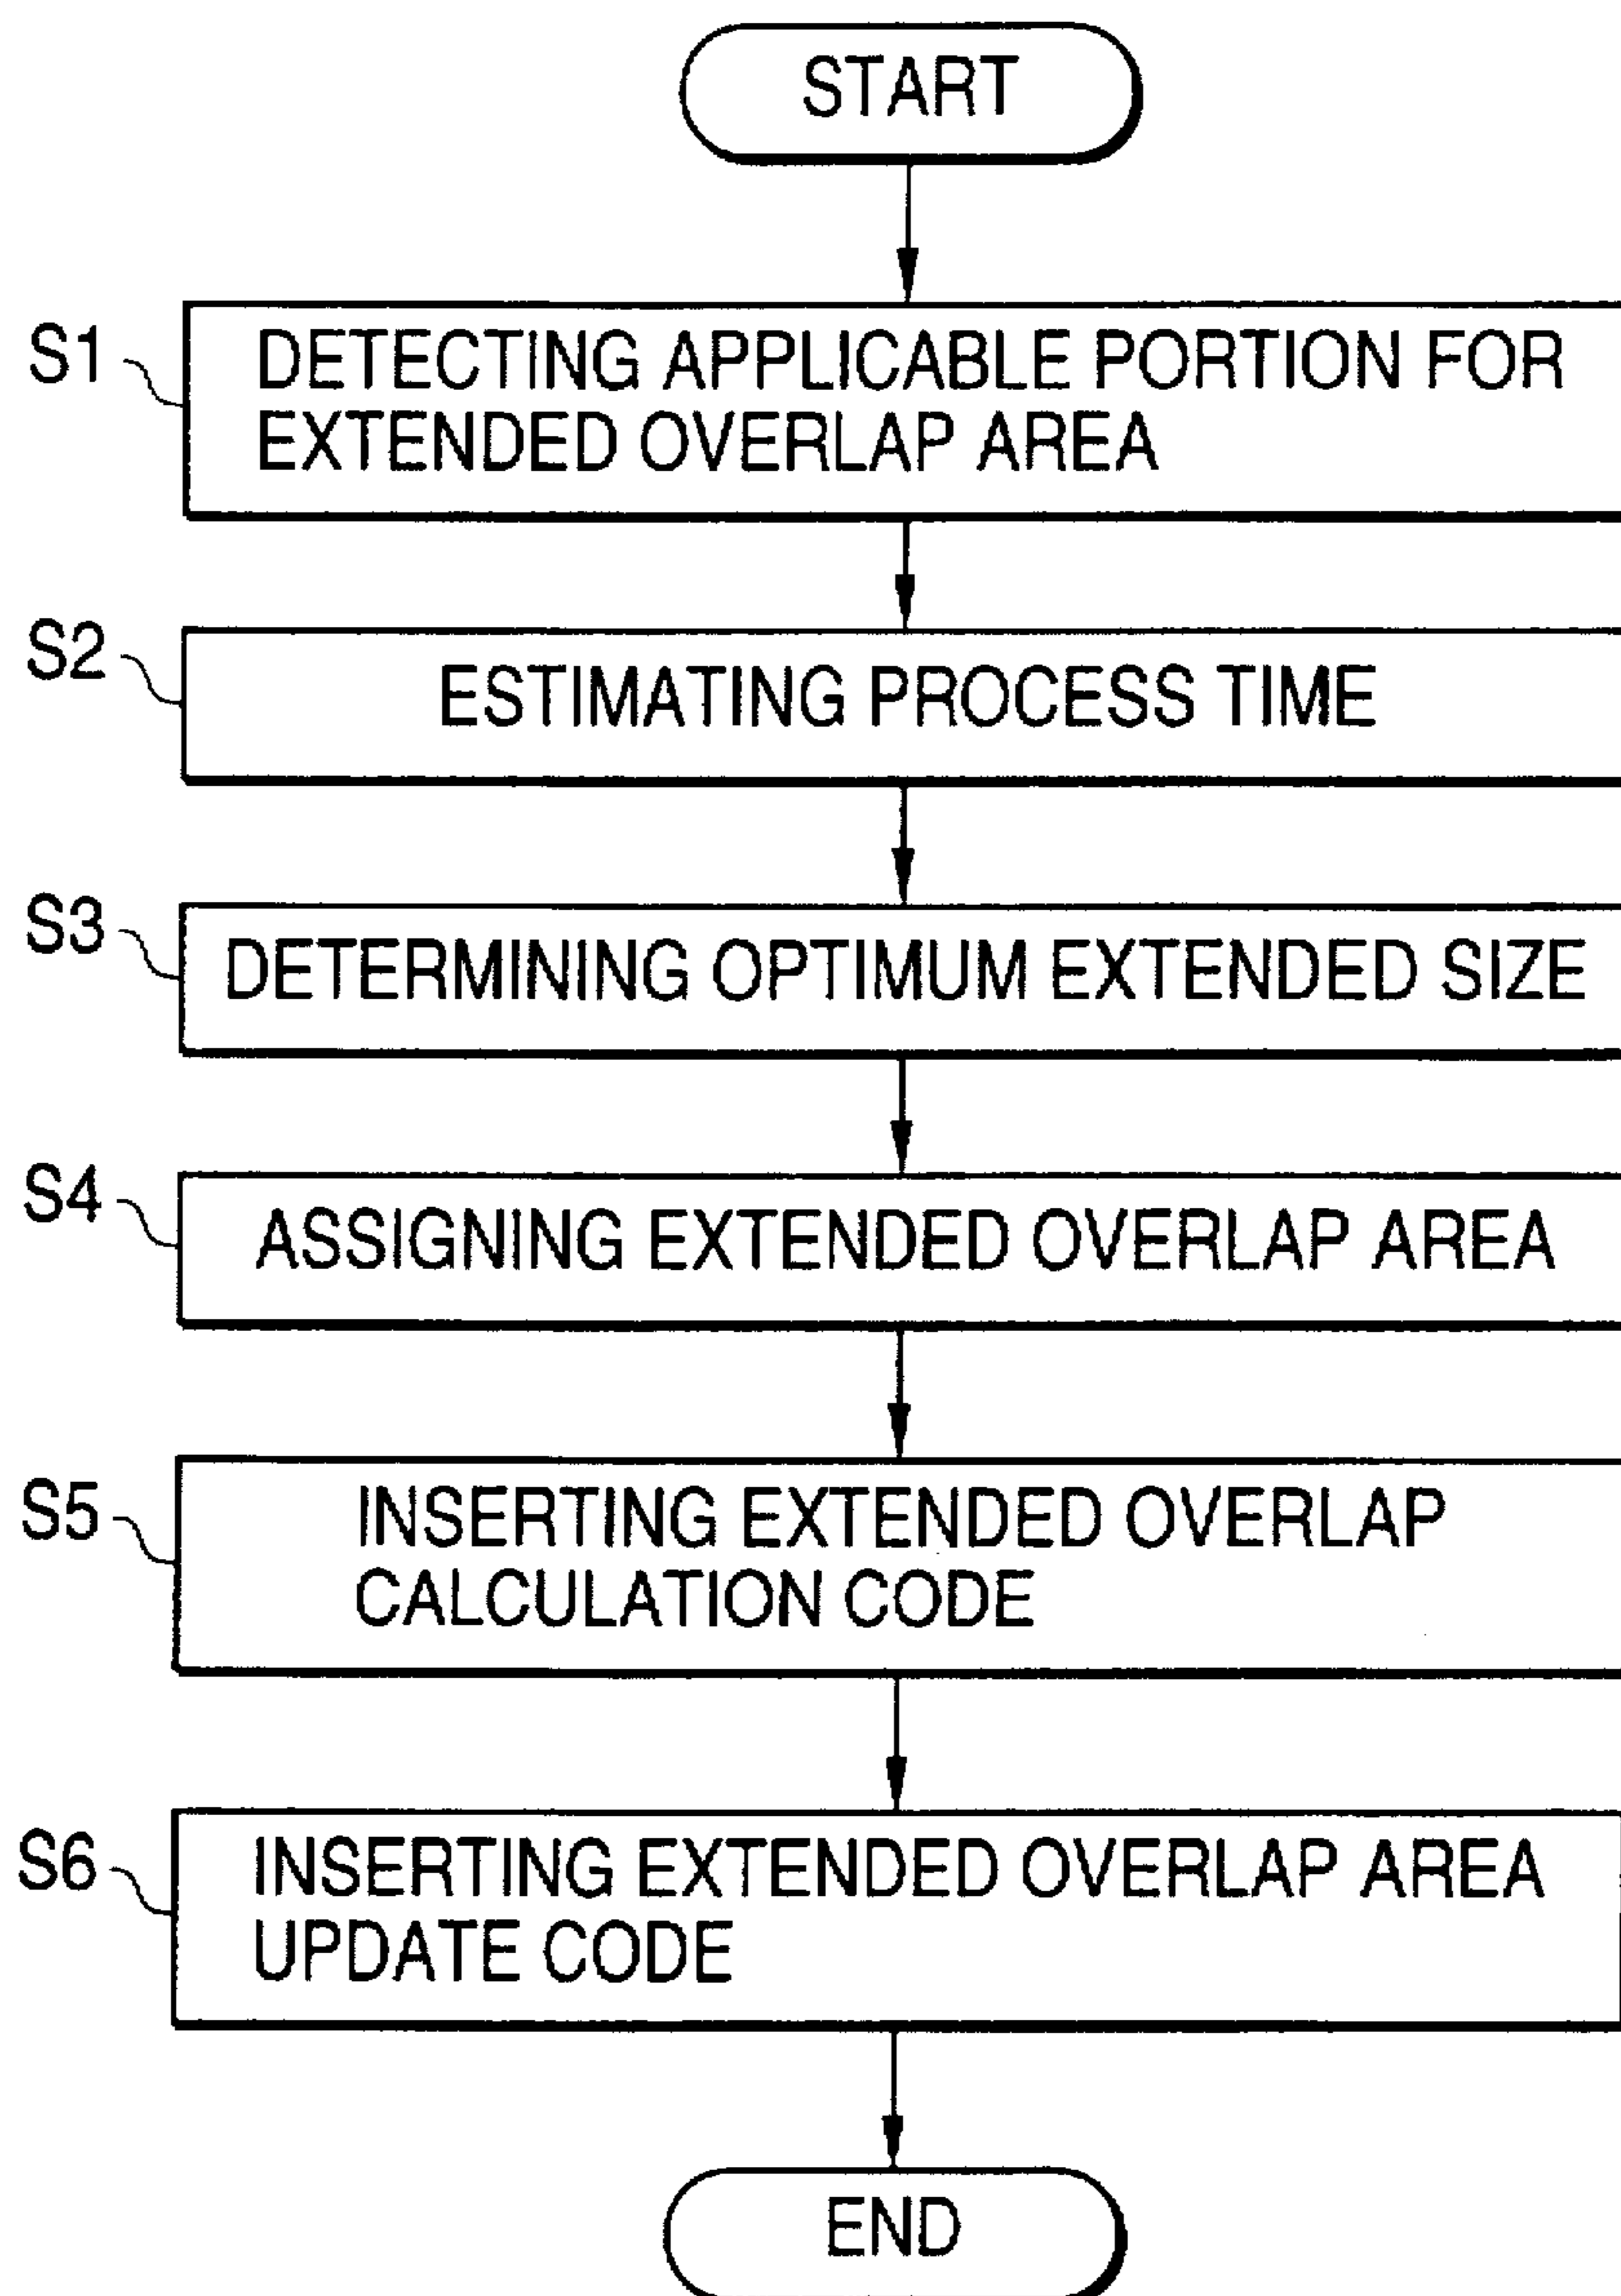 START
S1
DETECTING APPLICABLE PORTION FOR
EXTENDED OVERLAP AREA
S2
ESTIMATING PROCESS TIME
S3
DETERMINING OPTIMUM EXTENDED SIZE
S4
ASSIGNING EXTENDED OVERLAP AREA
S5
INSERTING EXTENDED OVERLAP
CALCULATION CODE
S6
INSERTING EXTENDED OVERLAP AREA
UPDATE CODE
END